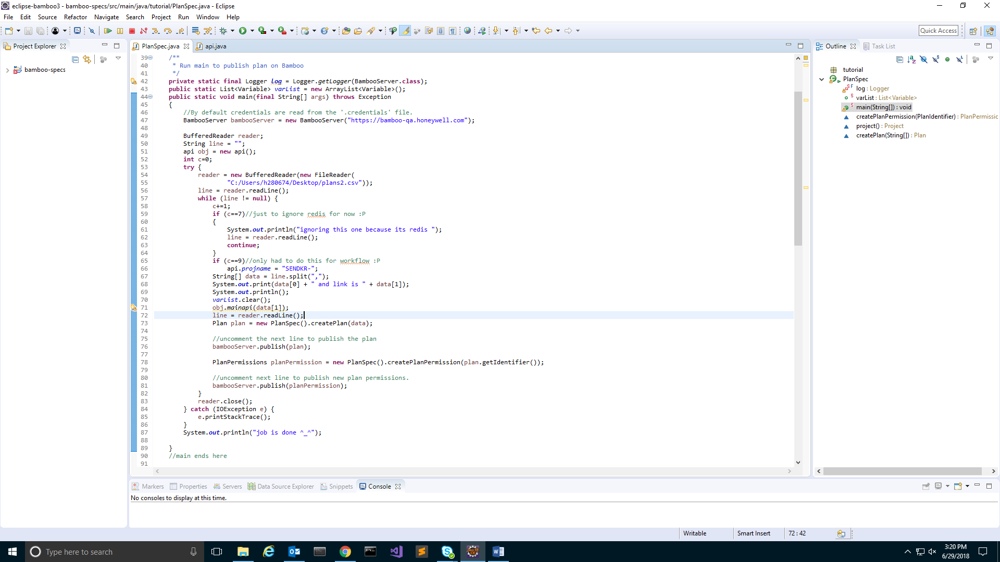 eclipse-bamboo3 - bamboo-specs/src/main/java/tutorial/PlanSpec.java - Eclipse
File Edit Source Refactor Navigate Search Project Run Window Help
Quick Access
Project Explorer
bamboo-specs
PlanSpec.java api.java
39 /**
40 * Run main to publish plan on Bamboo
41 */
42 private static final Logger log = Logger.getLogger(BambooServer.class);
43 public static List<Variable> varList = new ArrayList<Variable>();
44 public static void main(final String[] args) throws Exception
45 {
46 //By default credentials are read from the '.credentials' file.
47 BambooServer bambooServer = new BambooServer("https://bamboo-qa.honeywell.com");
48
49 BufferedReader reader;
50 String line = "";
51 api obj = new api();
52 int c=0;
53 try {
54 reader = new BufferedReader(new FileReader(
55 "C:/Users/h280674/Desktop/plans2.csv"));
56 line = reader.readLine();
57 while (line != null) {
58 c+=1;
59 if (c==7)//just to ignore redis for now :P
60 {
61 System.out.println("ignoring this one because its redis ");
62 line = reader.readLine();
63 continue;
64 }
65 if (c==9)//only had to do this for workflow :P
66 api.projname = "SENDKR-";
67 String[] data = line.split(",");
68 System.out.print(data[0] + " and link is " + data[1]);
69 System.out.println();
70 varList.clear();
71 obj.mainapi(data[1]);
72 line = reader.readLine();
73 Plan plan = new PlanSpec().createPlan(data);
74
75 //uncomment the next line to publish the plan
76 bambooServer.publish(plan);
77
78 PlanPermissions planPermission = new PlanSpec().createPlanPermission(plan.getIdentifier());
79
80 //uncomment next line to publish new plan permissions.
81 bambooServer.publish(planPermission);
82 }
83 reader.close();
84 } catch (IOException e) {
85 e.printStackTrace();
86 }
87 System.out.println("job is done ^_^");
88
89 }
90 //main ends here
91
Outline Task List
tutorial
PlanSpec
log : Logger
varList : List<Variable>
main(String[]) : void
createPlanPermission(PlanIdentifier) : PlanPermissic
project() : Project
createPlan(String[]) : Plan
Markers Properties Servers Data Source Explorer Snippets Console
No consoles to display at this time.
Writable Smart Insert 72 : 42
Type here to search
3:20 PM
6/29/2018